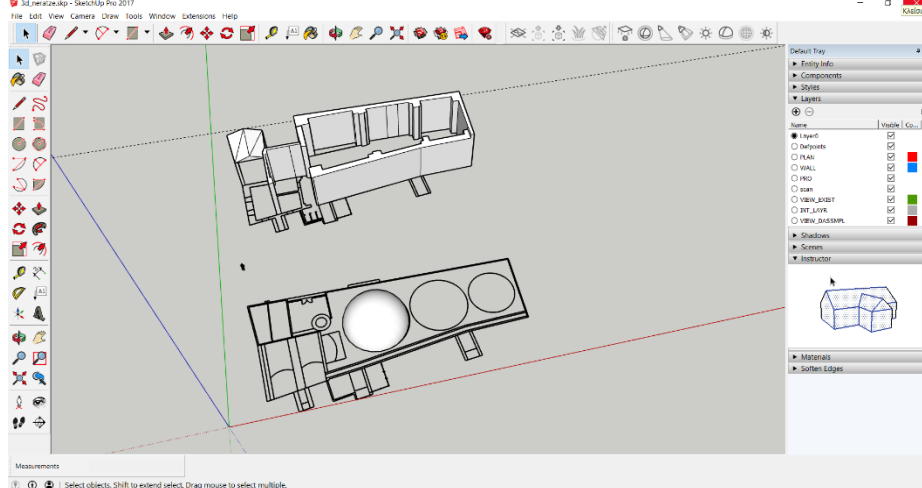 3d_neratze.skp - SketchUp Pro 2017
File Edit View Camera Draw Tools Window Extensions Help
Default Tray
Entity Info
Components
Styles
Layers
Name Visible Co...
Layer0
Defpoints
PLAN
WALL
PRO
scan
VIEW_EXIST
INT_LAYR
VIEW_DASSMPL
Shadows
Scenes
Instructor
Materials
Soften Edges
Measurements
Select objects. Shift to extend select. Drag mouse to select multiple.